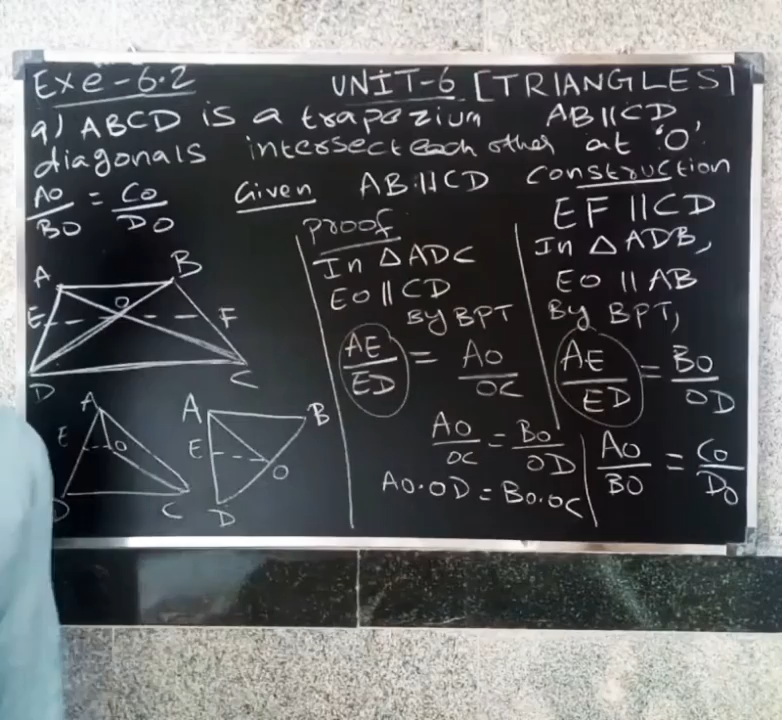 Exe-6.2 UNIT-6 [TRIANGLES]
9) ABCD is a trapezium AB||CD,
diagonals intersect each other at 'O'.
AO/BO = CO/DO
Given AB||CD
Construction
EF ||CD
A B
E O F
D C
A
E O
D C
A B
E O
D
Proof
In △ADC
EO || CD
By BPT
AE/ED = AO/OC
AO/OC = BO/OD
AO.OD = BO.OC
In △ADB,
EO || AB
By BPT,
AE/ED = BO/OD
AO/BO = CO/DO